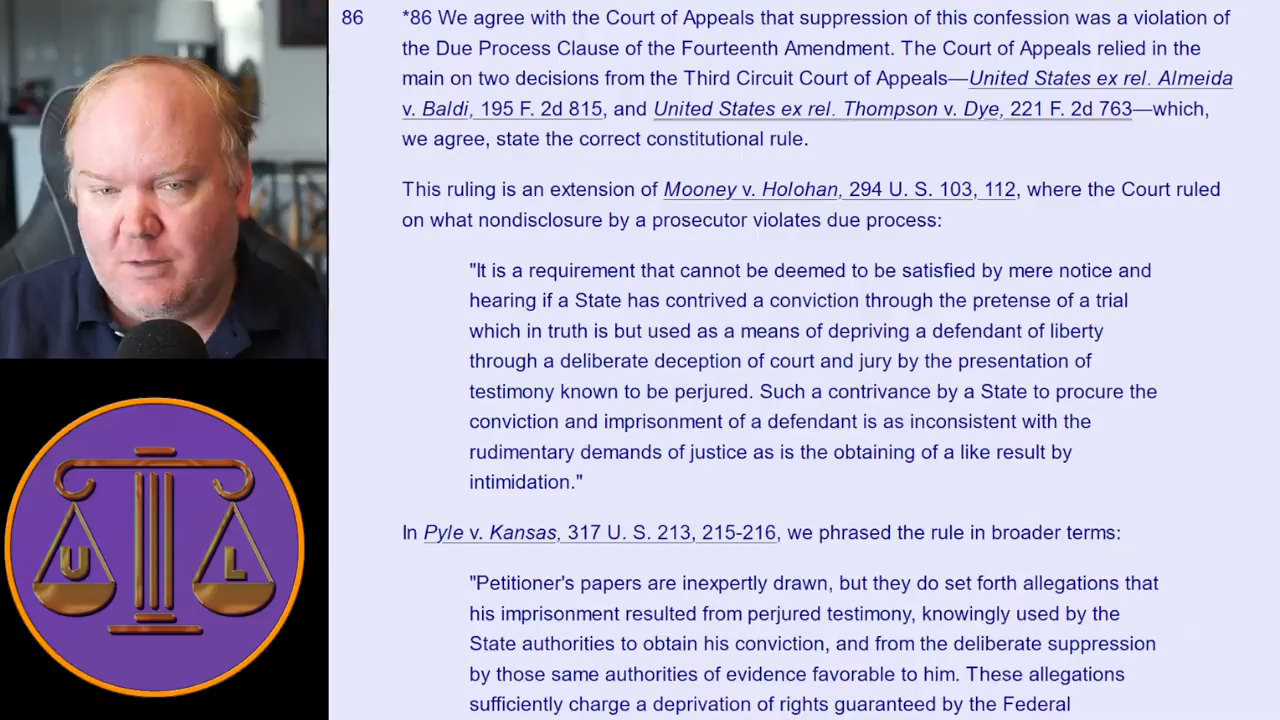 86
*86 We agree with the Court of Appeals that suppression of this confession was a violation of
the Due Process Clause of the Fourteenth Amendment. The Court of Appeals relied in the
main on two decisions from the Third Circuit Court of Appeals—United States ex rel. Almeida
v. Baldi, 195 F. 2d 815, and United States ex rel. Thompson v. Dye, 221 F. 2d 763—which,
we agree, state the correct constitutional rule.
This ruling is an extension of Mooney v. Holohan, 294 U. S. 103, 112, where the Court ruled
on what nondisclosure by a prosecutor violates due process:
"It is a requirement that cannot be deemed to be satisfied by mere notice and
hearing if a State has contrived a conviction through the pretense of a trial
which in truth is but used as a means of depriving a defendant of liberty
through a deliberate deception of court and jury by the presentation of
testimony known to be perjured. Such a contrivance by a State to procure the
conviction and imprisonment of a defendant is as inconsistent with the
rudimentary demands of justice as is the obtaining of a like result by
intimidation."
In Pyle v. Kansas, 317 U. S. 213, 215-216, we phrased the rule in broader terms:
"Petitioner's papers are inexpertly drawn, but they do set forth allegations that
his imprisonment resulted from perjured testimony, knowingly used by the
State authorities to obtain his conviction, and from the deliberate suppression
by those same authorities of evidence favorable to him. These allegations
sufficiently charge a deprivation of rights guaranteed by the Federal
U L